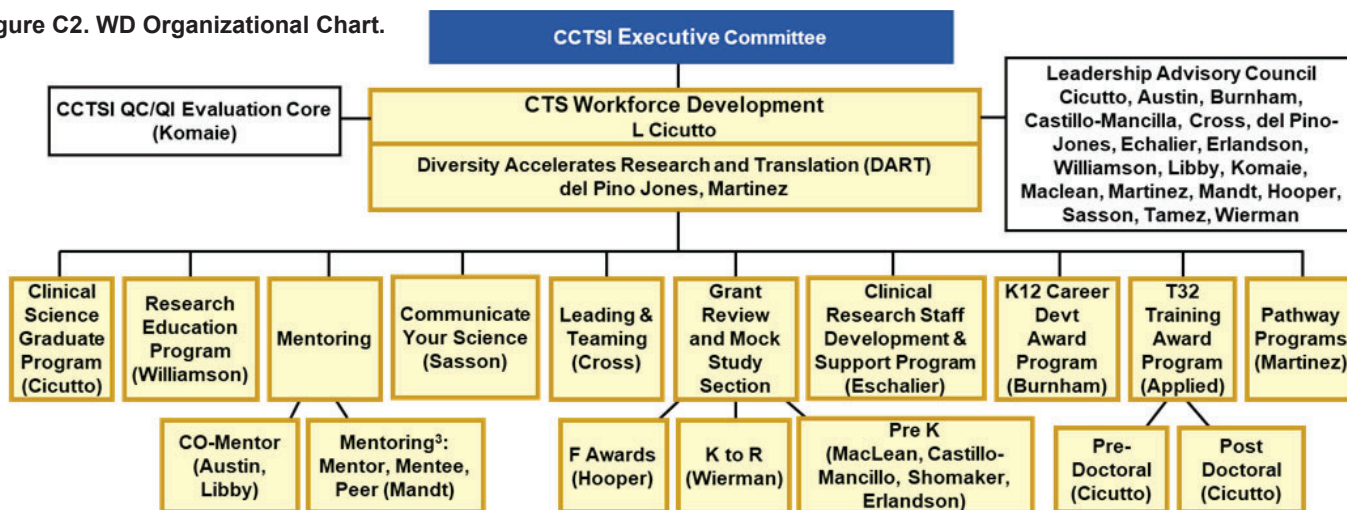 gure C2. WD Organizational Chart.
CCTSI Executive Committee
CCTSI QC/QI Evaluation Core
(Komaie)
CTS Workforce Development
L Cicutto
Diversity Accelerates Research and Translation (DART)
del Pino Jones, Martinez
Leadership Advisory Council
Cicutto, Austin, Burnham,
Castillo-Mancilla, Cross, del Pino-
Jones, Echalier, Erlandson,
Williamson, Libby, Komaie,
Maclean, Martinez, Mandt, Hooper,
Sasson, Tamez, Wierman
Clinical
Science
Graduate
Program
(Cicutto)
Research
Education
Program
(Williamson)
Mentoring
Communicate
Your Science
(Sasson)
Leading &
Teaming
(Cross)
Grant
Review
and Mock
Study
Section
Clinical
Research Staff
Development &
Support Program
(Eschalier)
K12 Career
Devt
Award
Program
(Burnham)
T32
Training
Award
Program
(Applied)
Pathway
Programs
(Martinez)
CO-Mentor
(Austin,
Libby)
Mentoring³:
Mentor, Mentee,
Peer (Mandt)
F Awards
(Hooper)
K to R
(Wierman)
Pre K
(MacLean, Castillo-
Mancillo, Shomaker,
Erlandson)
Pre-
Doctoral
(Cicutto)
Post
Doctoral
(Cicutto)